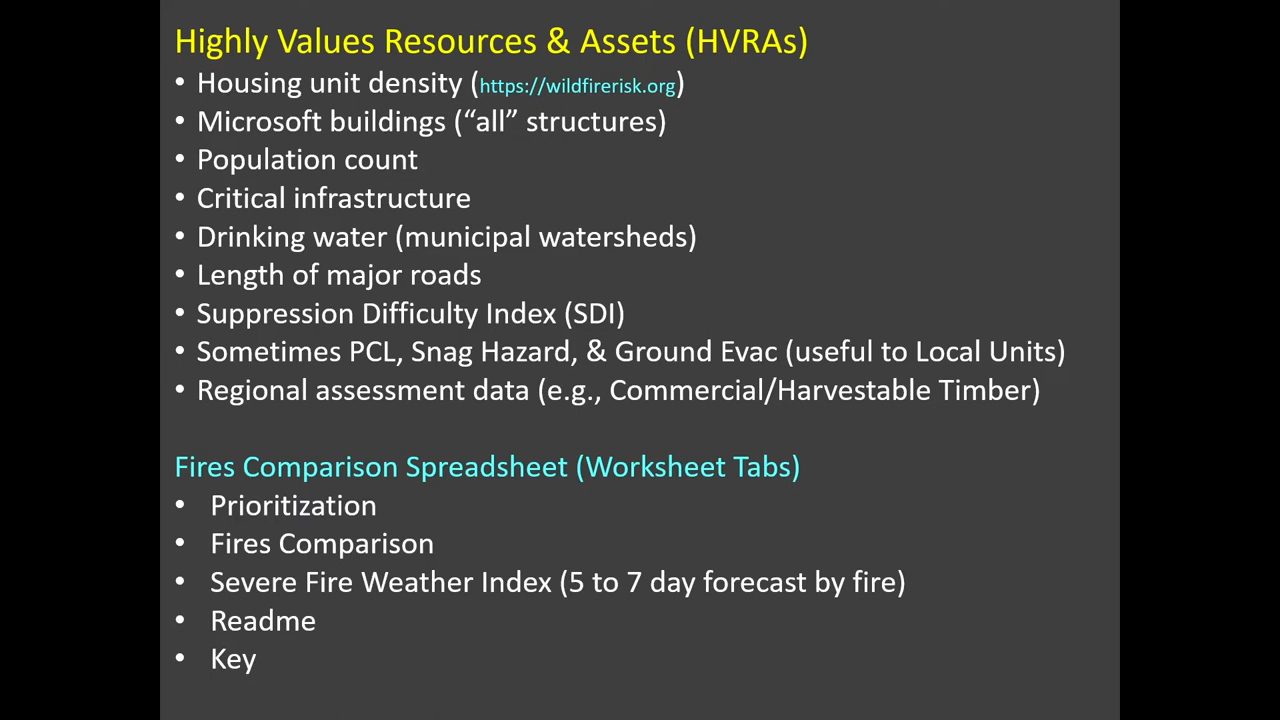 Highly Values Resources & Assets (HVRAs)
• Housing unit density (https://wildfirerisk.org)
• Microsoft buildings (“all” structures)
• Population count
• Critical infrastructure
• Drinking water (municipal watersheds)
• Length of major roads
• Suppression Difficulty Index (SDI)
• Sometimes PCL, Snag Hazard, & Ground Evac (useful to Local Units)
• Regional assessment data (e.g., Commercial/Harvestable Timber)
Fires Comparison Spreadsheet (Worksheet Tabs)
• Prioritization
• Fires Comparison
• Severe Fire Weather Index (5 to 7 day forecast by fire)
• Readme
• Key